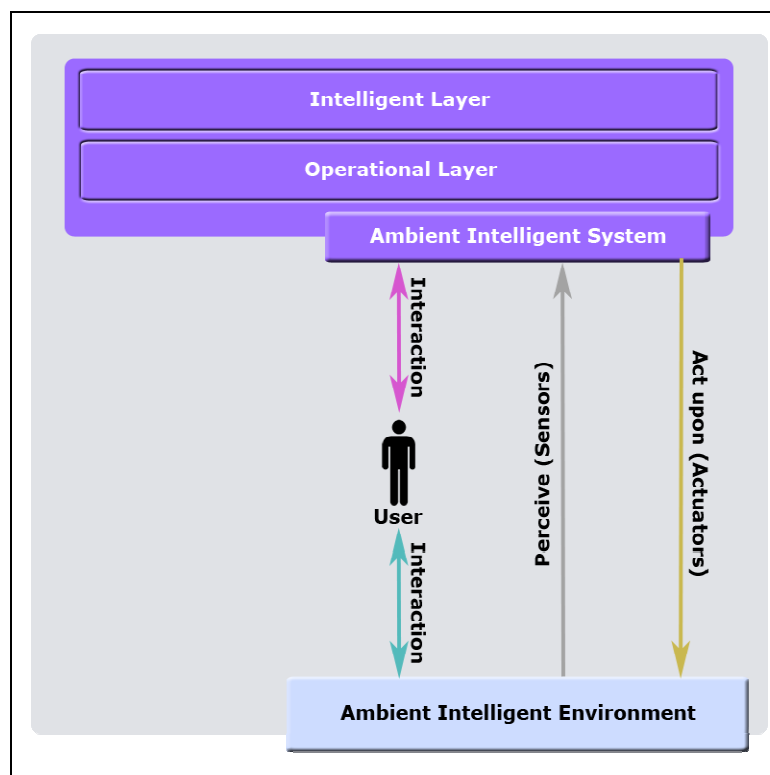 Intelligent Layer
Operational Layer
Ambient Intelligent System
Interaction
Perceive (Sensors)
Act upon (Actuators)
User
Interaction
Ambient Intelligent Environment